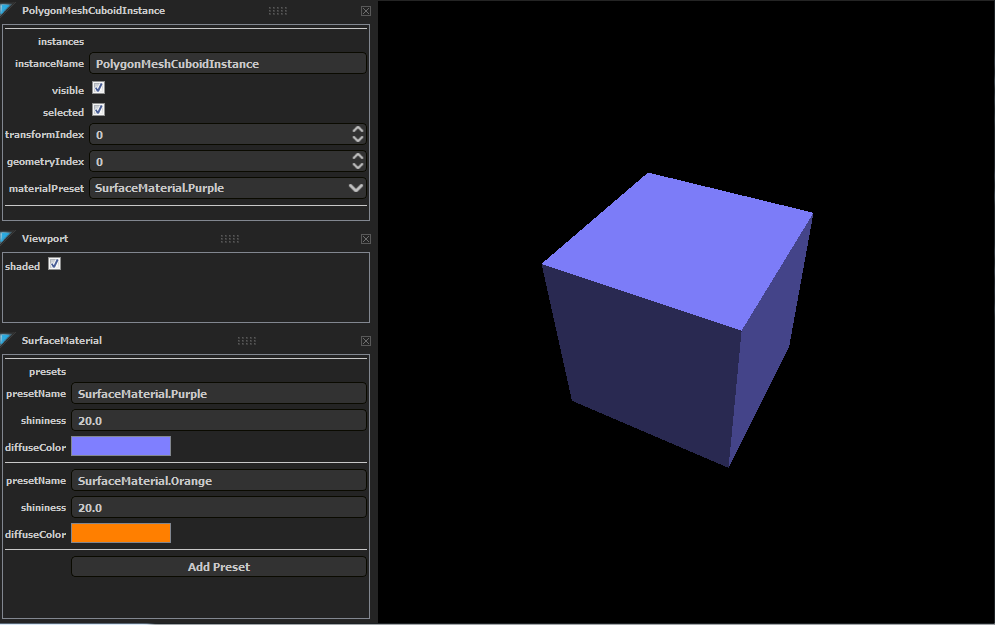 PolygonMeshCuboidInstance
instances
instanceName PolygonMeshCuboidInstance
visible
selected
transformIndex 0
geometryIndex 0
materialPreset SurfaceMaterial.Purple
Viewport
shaded
SurfaceMaterial
presets
presetName SurfaceMaterial.Purple
shininess 20.0
diffuseColor
presetName SurfaceMaterial.Orange
shininess 20.0
diffuseColor
Add Preset